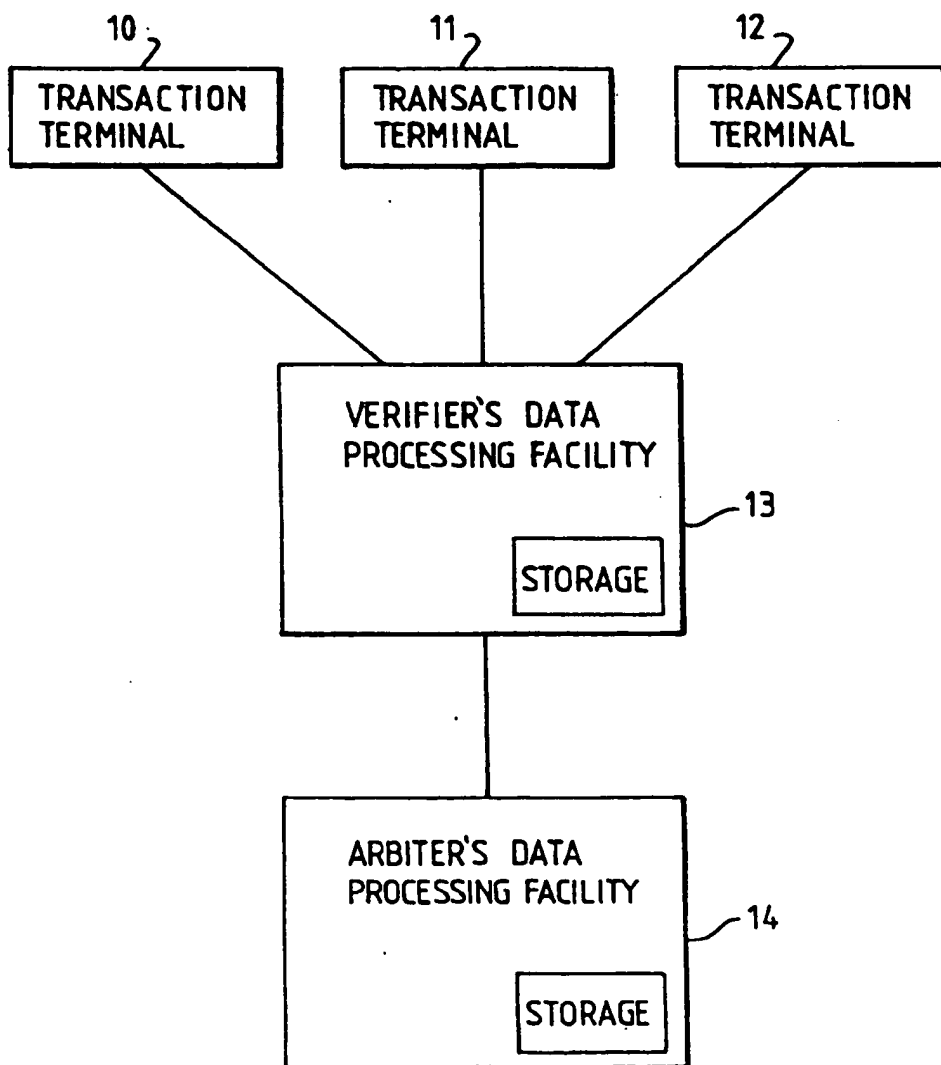 10
11
12
TRANSACTION
TERMINAL
TRANSACTION
TERMINAL
TRANSACTION
TERMINAL
VERIFIER'S DATA
PROCESSING FACILITY
13
STORAGE
ARBITER'S DATA
PROCESSING FACILITY
14
STORAGE